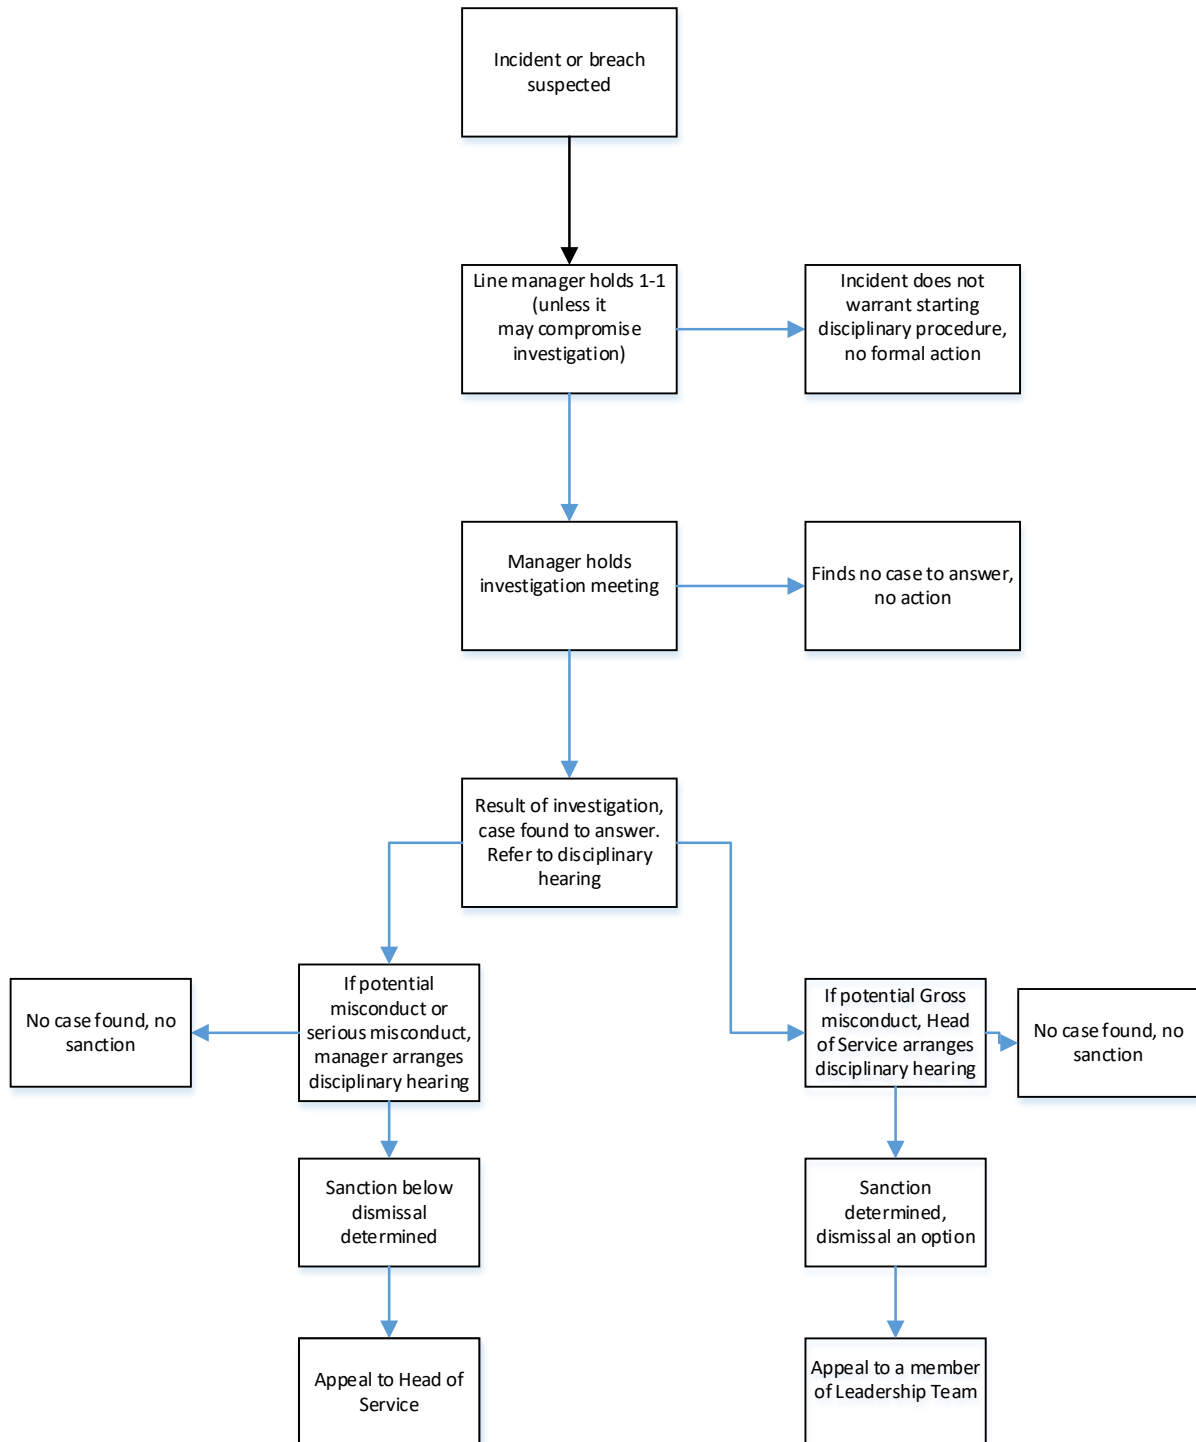 Incident or breach
suspected
Line manager holds 1-1
(unless it
may compromise
investigation)
Incident does not
warrant starting
disciplinary procedure,
no formal action
Manager holds
investigation meeting
Finds no case to answer,
no action
Result of investigation,
case found to answer.
Refer to disciplinary
hearing
No case found, no
sanction
If potential
misconduct or
serious misconduct,
manager arranges
disciplinary hearing
If potential Gross
misconduct, Head
of Service arranges
disciplinary hearing
No case found, no
sanction
Sanction below
dismissal
determined
Sanction
determined,
dismissal an option
Appeal to Head of
Service
Appeal to a member
of Leadership Team